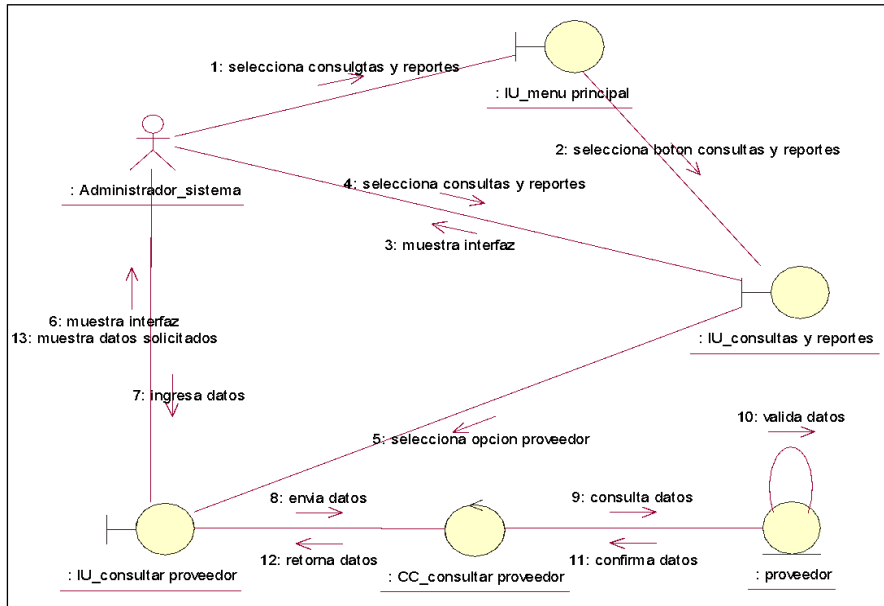 1: selecciona consulgtas y reportes
: IU_menu principal
2: selecciona boton consultas y reportes
: Administrador_sistema
4: selecciona consultas y reportes
3: muestra interfaz
: IU_consultas y reportes
6: muestra interfaz
13: muestra datos solicitados
7: ingresa datos
5: selecciona opcion proveedor
10: valida datos
8: envia datos
9: consulta datos
12: retorna datos
11: confirma datos
: IU_consultar proveedor
: CC_consultar proveedor
: proveedor